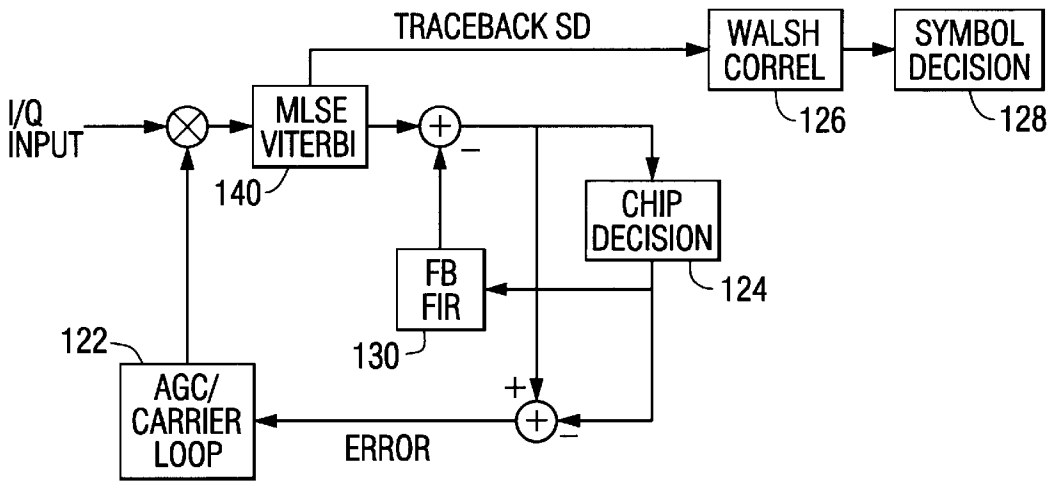 TRACEBACK SD
WALSH
CORREL
126
SYMBOL
DECISION
128
I/Q
INPUT
MLSE
VITERBI
140
+
−
CHIP
DECISION
124
FB
FIR
130
122
AGC/
CARRIER
LOOP
ERROR
+
+
−